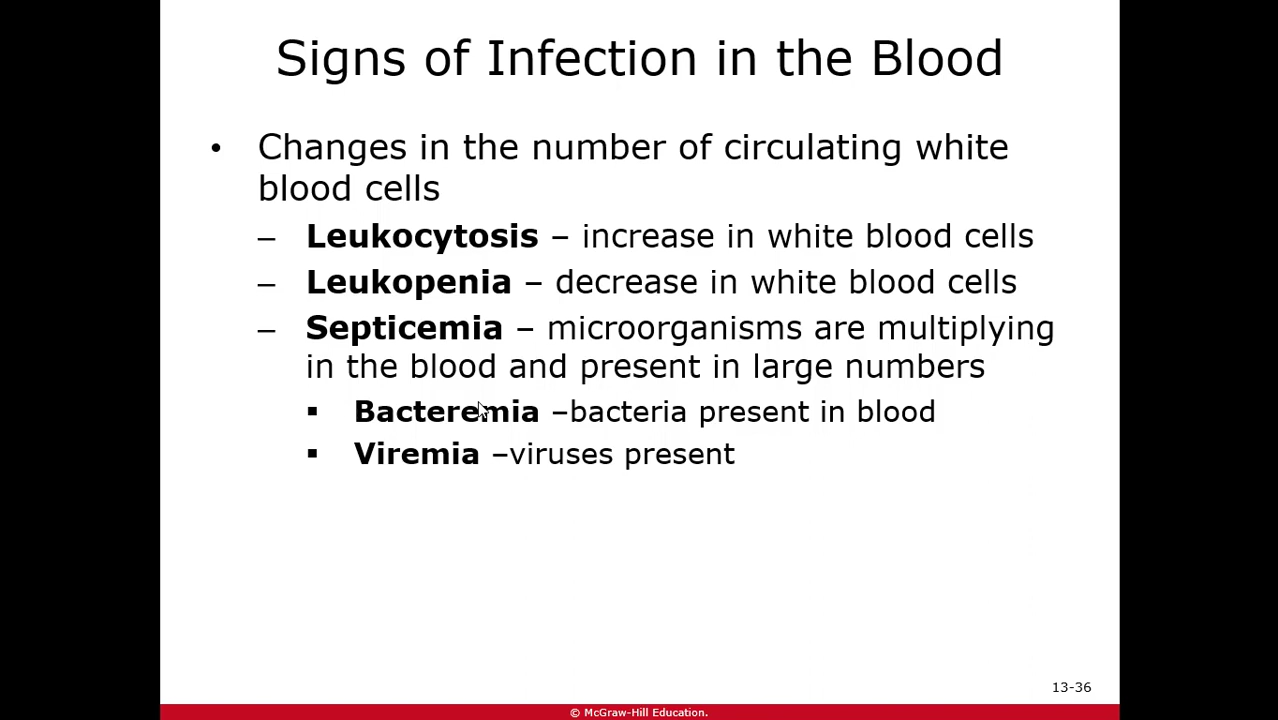 Signs of Infection in the Blood
• Changes in the number of circulating white
blood cells
– Leukocytosis – increase in white blood cells
– Leukopenia – decrease in white blood cells
– Septicemia – microorganisms are multiplying
in the blood and present in large numbers
▪ Bacteremia –bacteria present in blood
▪ Viremia –viruses present
13-36
© McGraw-Hill Education.